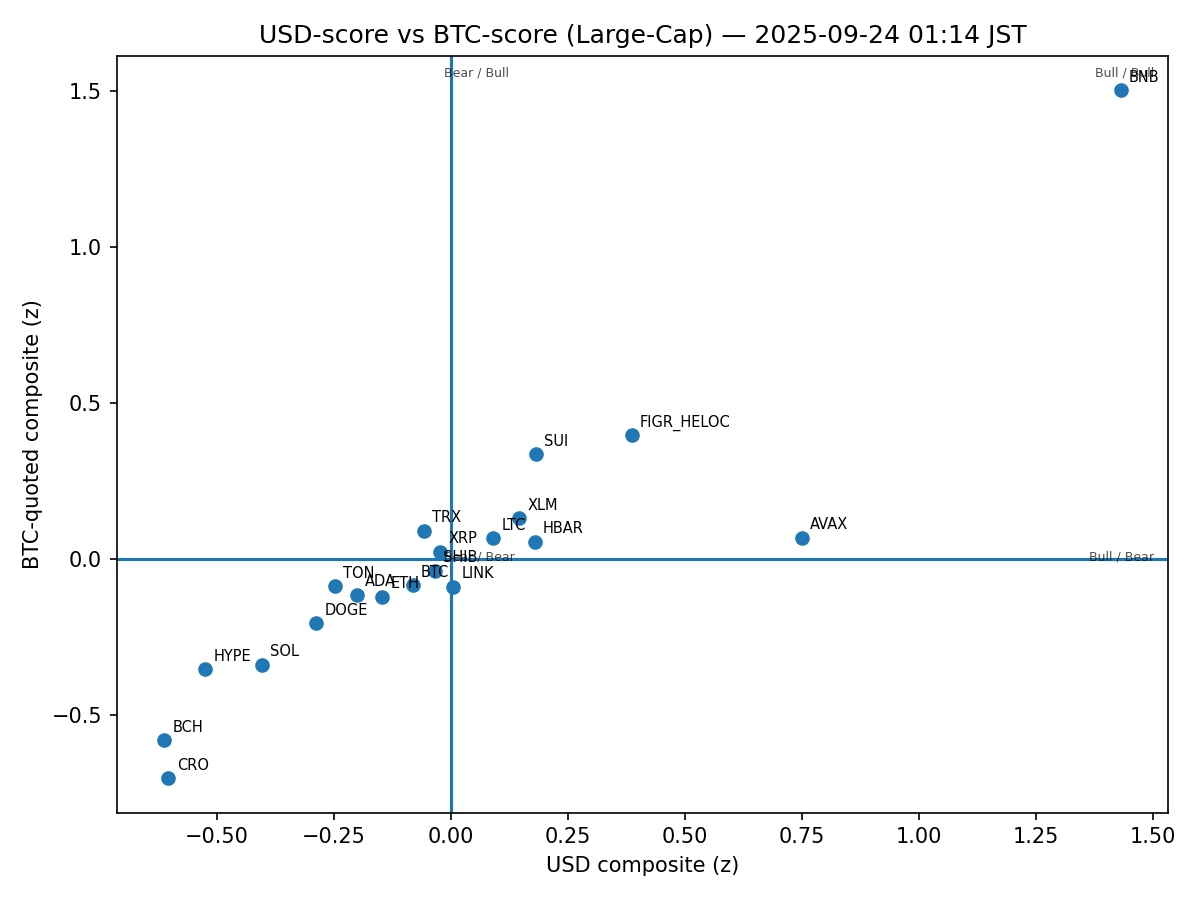 USD-score vs BTC-score (Large-Cap) — 2025-09-24 01:14 JST
Bear / Bull
Bull / Bull
BNB
1.5
1.0
0.5
0.0
−0.5
BTC-quoted composite (z)
FIGR_HELOC
SUI
XLM
TRX
LTC
HBAR
AVAX
XRP
SHIB
/ Bear
Bull / Bear
TON
ADA
ETH
BTC
LINK
DOGE
HYPE
SOL
BCH
CRO
−0.50
−0.25
0.00
0.25
0.50
0.75
1.00
1.25
1.50
USD composite (z)